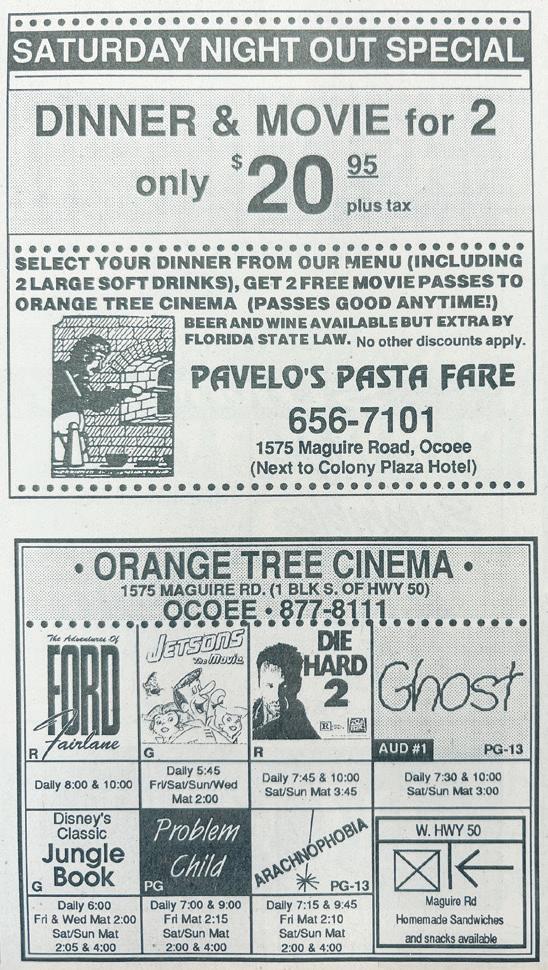 SATURDAY NIGHT OUT SPECIAL
DINNER & MOVIE for 2
only $20 95
plus tax
SELECT YOUR DINNER FROM OUR MENU (INCLUDING
2 LARGE SOFT DRINKS), GET 2 FREE MOVIE PASSES TO
ORANGE TREE CINEMA (PASSES GOOD ANYTIME!)
BEER AND WINE AVAILABLE BUT EXTRA BY
FLORIDA STATE LAW. No other discounts apply.
PAVELO'S PASTA FARE
656-7101
1575 Maguire Road, Ocoee
(Next to Colony Plaza Hotel)
• ORANGE TREE CINEMA •
1575 MAGUIRE RD. (1 BLK S. OF HWY 50)
OCOEE • 877-8111
The Adventures Of
FORD
Fairlane
R
Daily 8:00 & 10:00
JETSONS
The Movie
G
Daily 5:45
Fri/Sat/Sun/Wed
Mat 2:00
DIE
HARD
2
R
R
Daily 7:45 & 10:00
Sat/Sun Mat 3:45
Ghost
AUD #1 PG-13
Daily 7:30 & 10:00
Sat/Sun Mat 3:00
Disney's
Classic
Jungle
Book
G
Daily 6:00
Fri & Wed Mat 2:00
Sat/Sun Mat
2:05 & 4:00
Problem
Child
PG
Daily 7:00 & 9:00
Fri Mat 2:15
Sat/Sun Mat
2:00 & 4:00
ARACHNOPHOBIA
PG-13
Daily 7:15 & 9:45
Fri Mat 2:10
Sat/Sun Mat
2:00 & 4:00
W. HWY 50
Maguire Rd
Homemade Sandwiches
and snacks available